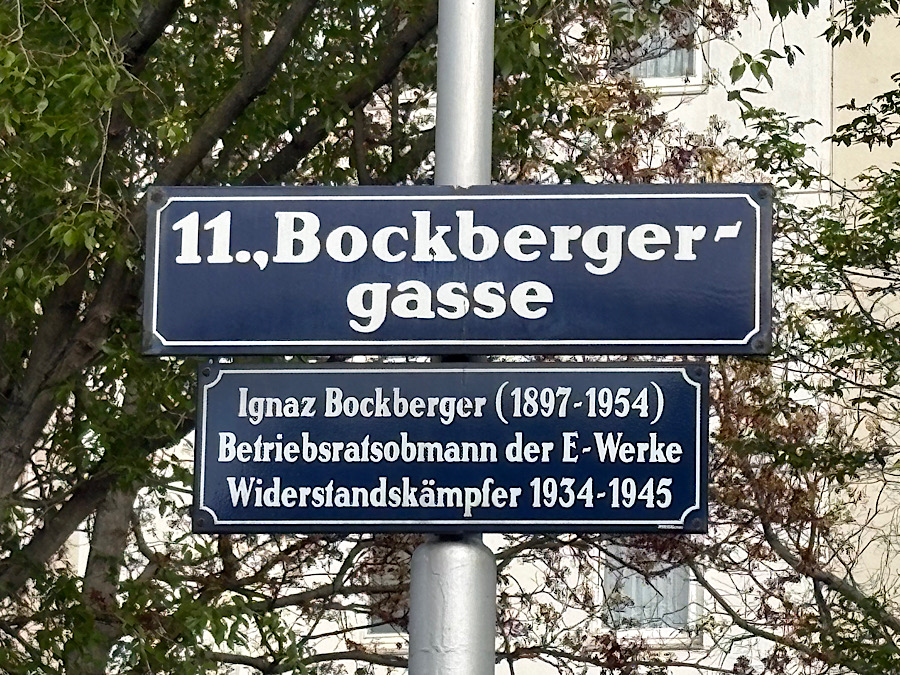 11., Bockberger-
gasse
Ignaz Bockberger (1897-1954)
Betriebsratsobmann der E-Werke
Widerstandskämpfer 1934-1945